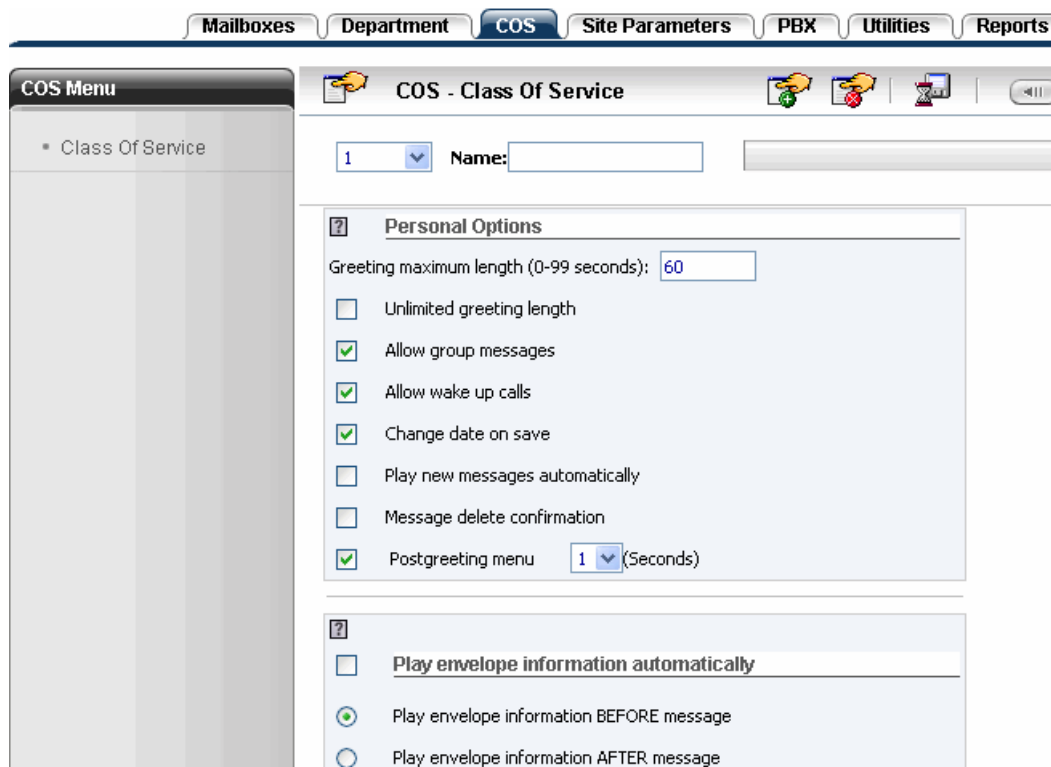 Mailboxes Department COS Site Parameters PBX Utilities Reports
COS Menu
Class Of Service
COS - Class Of Service
1 Name:
? Personal Options
Greeting maximum length (0-99 seconds): 60
Unlimited greeting length
Allow group messages
Allow wake up calls
Change date on save
Play new messages automatically
Message delete confirmation
Postgreeting menu 1 (Seconds)
?
Play envelope information automatically
Play envelope information BEFORE message
Play envelope information AFTER message